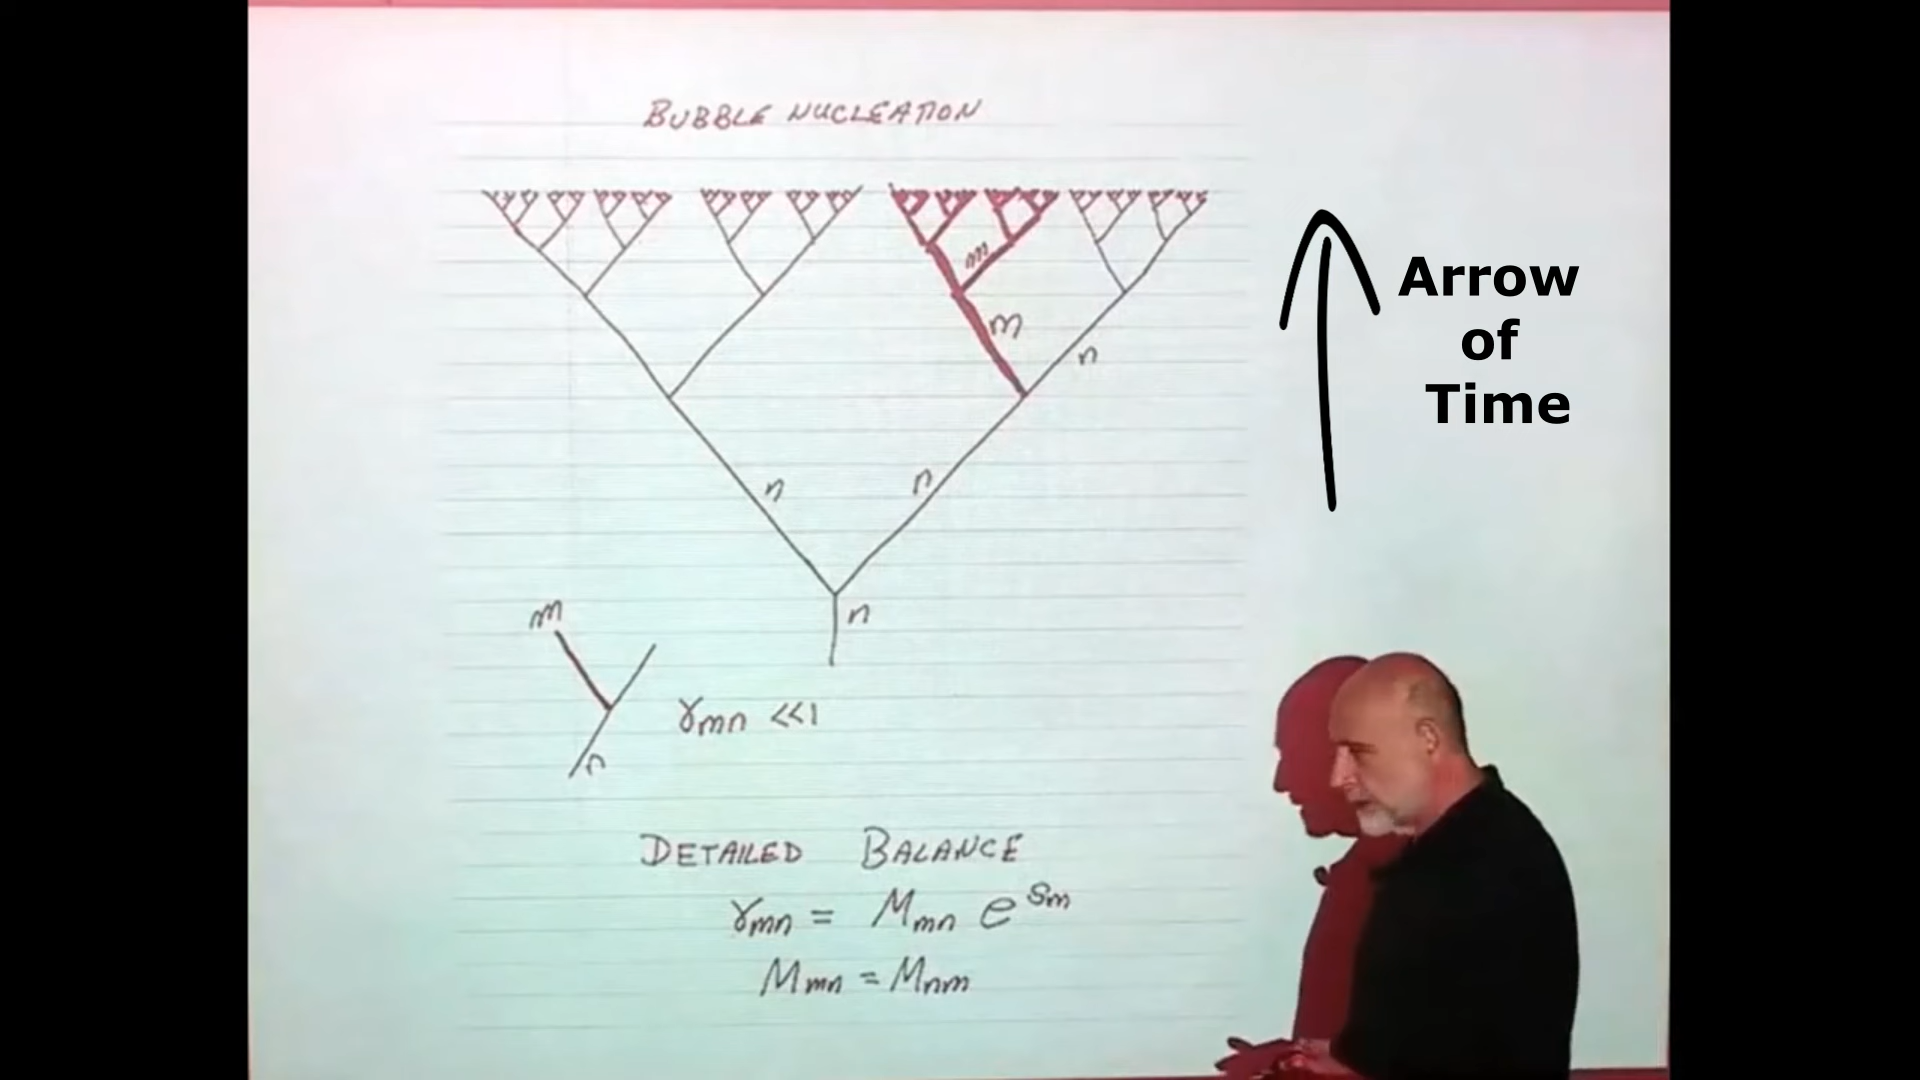 BUBBLE NUCLEATION
m
m
n
n
n
n
m
n
γmn <<1
DETAILED BALANCE
γmn = Mmn e^Sm
Mmn = Mnm
Arrow
of
Time